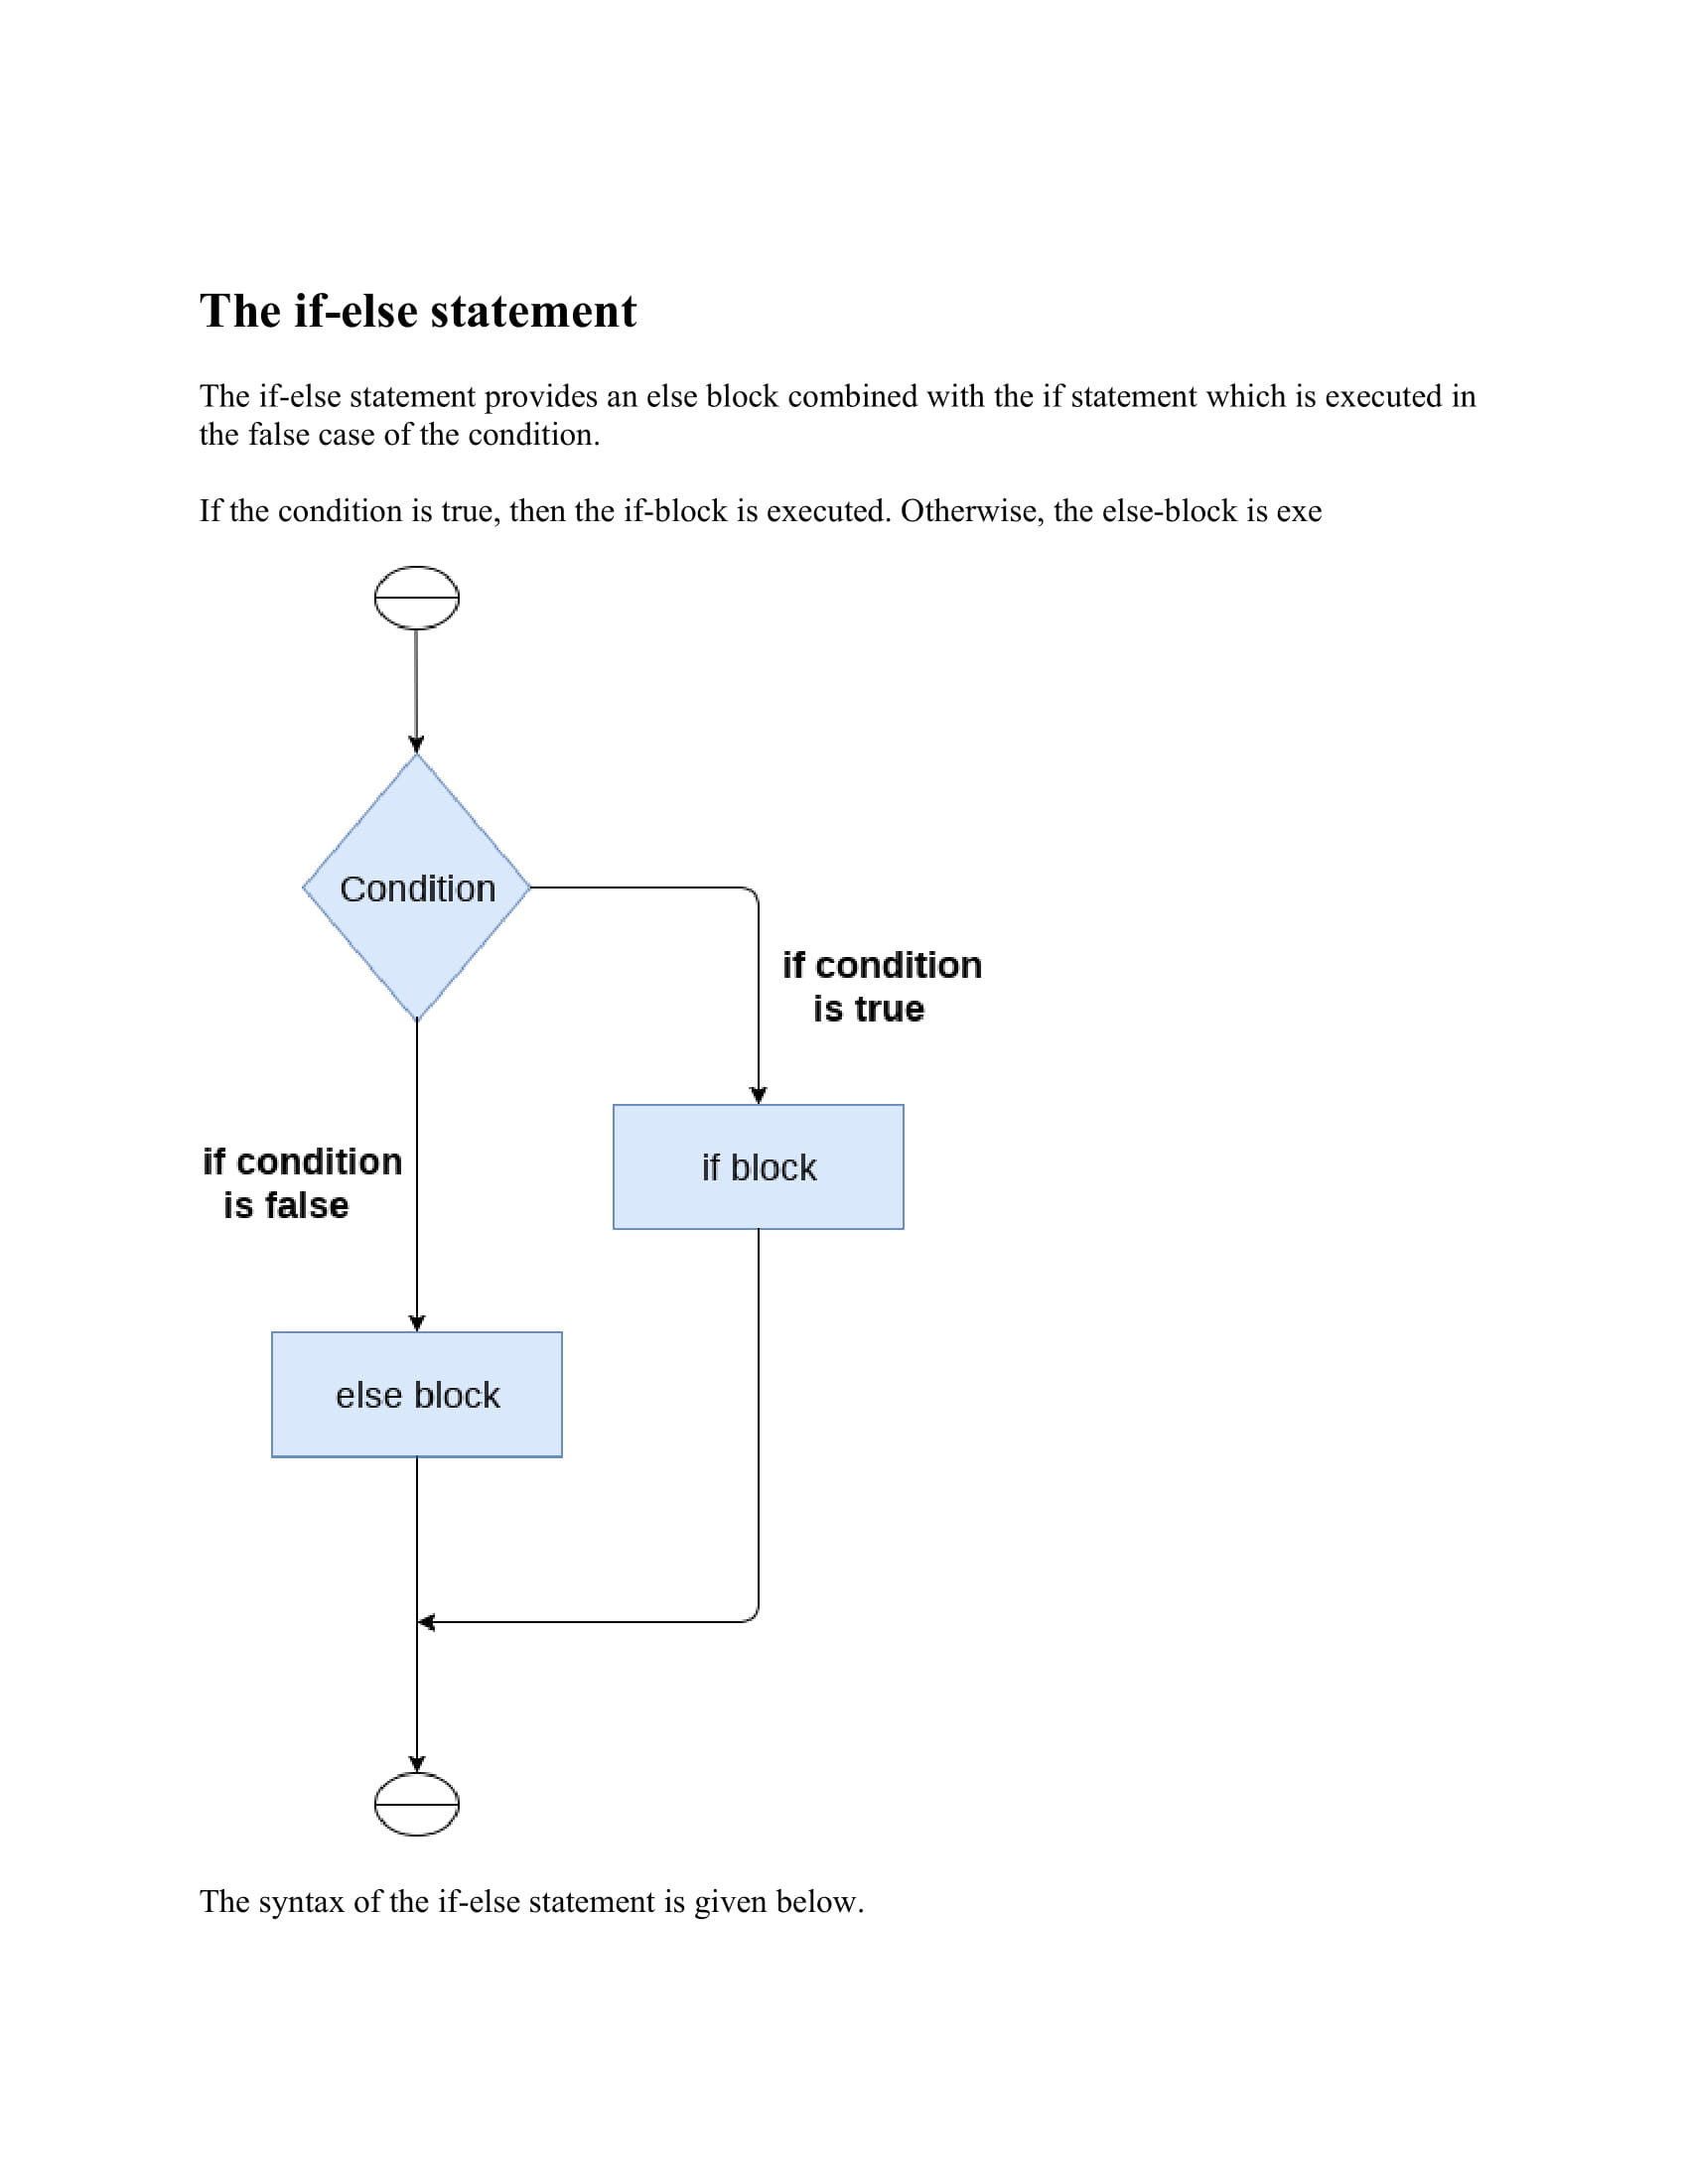 The if-else statement
The if-else statement provides an else block combined with the if statement which is executed in
the false case of the condition.
If the condition is true, then the if-block is executed. Otherwise, the else-block is exe
Condition
if condition
is true
if block
if condition
is false
else block
The syntax of the if-else statement is given below.